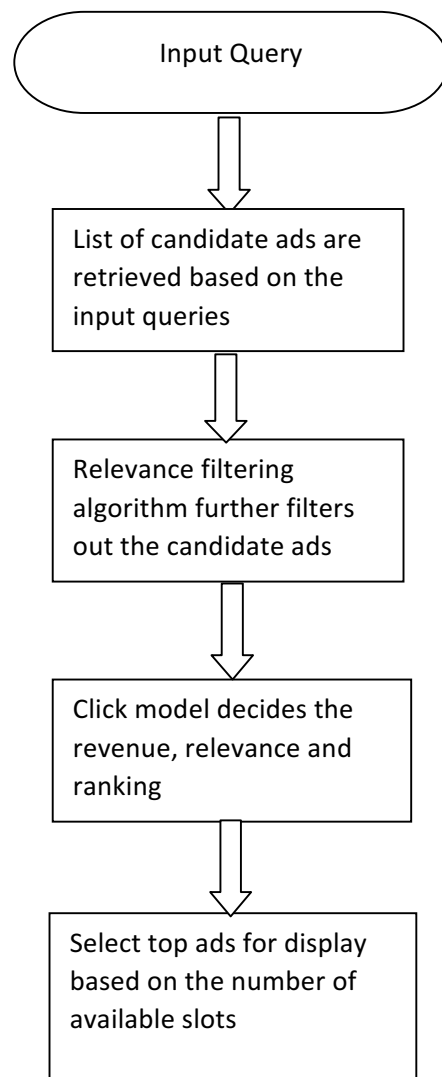 Input Query
List of candidate ads are
retrieved based on the
input queries
Relevance filtering
algorithm further filters
out the candidate ads
Click model decides the
revenue, relevance and
ranking
Select top ads for display
based on the number of
available slots